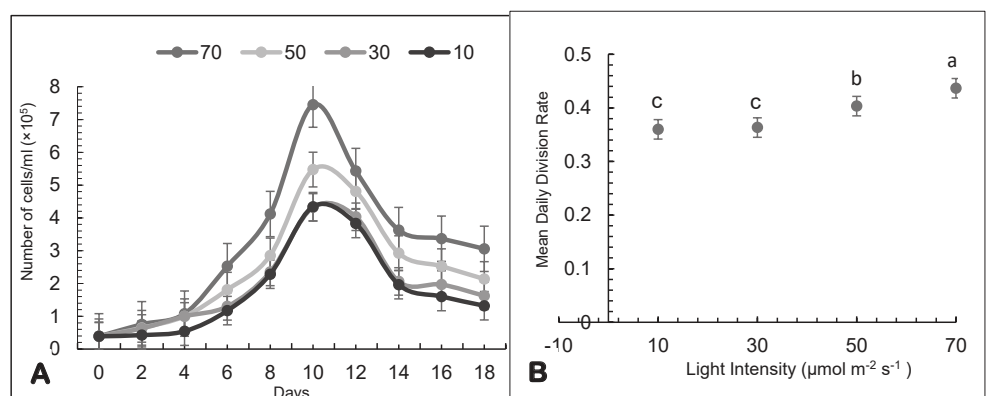 70 50 30 10
Number of cells/ml (×10⁵)
8
7
6
5
4
3
2
1
0
0 2 4 6 8 10 12 14 16 18
Days
A
Mean Daily Division Rate
0.5
0.4
0.3
0.2
0.1
0
c c b a
-10 10 30 50 70
Light Intensity (µmol m⁻² s⁻¹ )
B